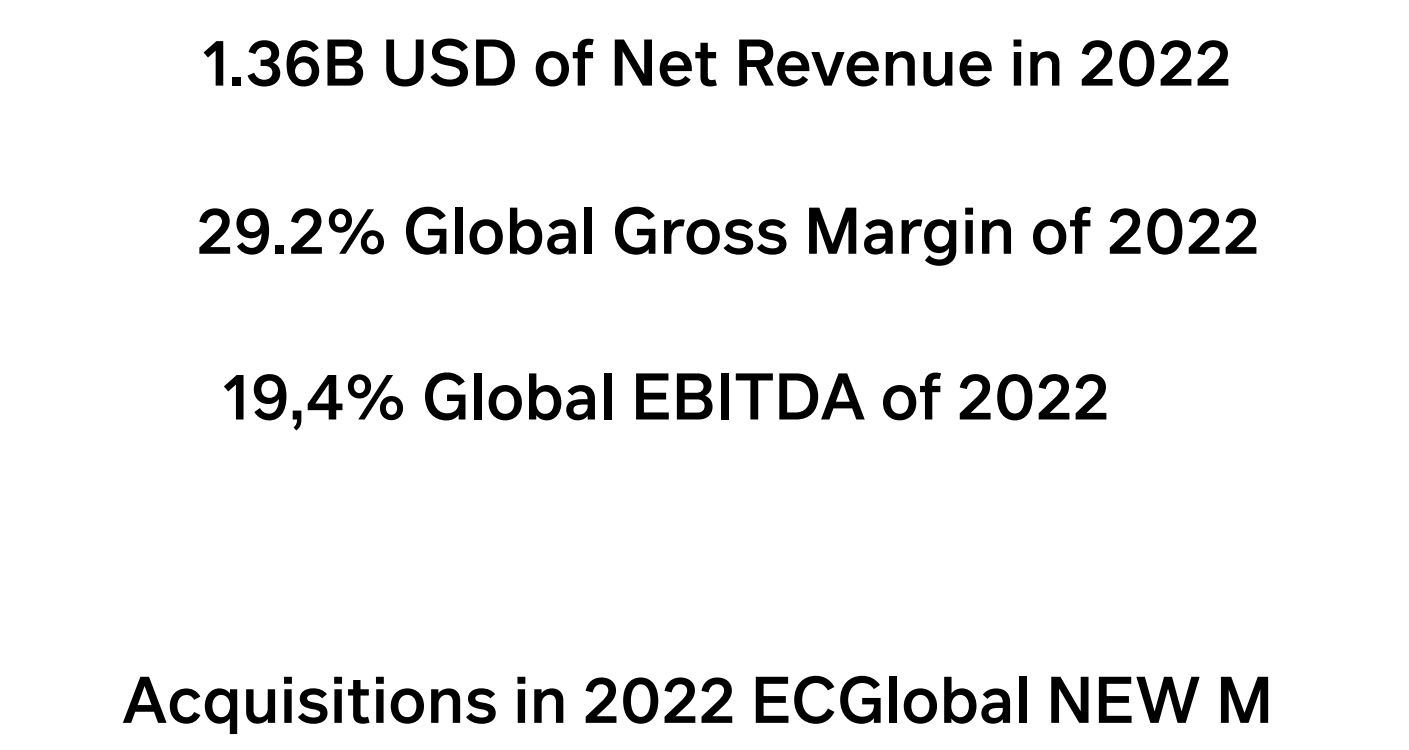 1.36B USD of Net Revenue in 2022
29.2% Global Gross Margin of 2022
19,4% Global EBITDA of 2022
Acquisitions in 2022 ECGlobal NEW M